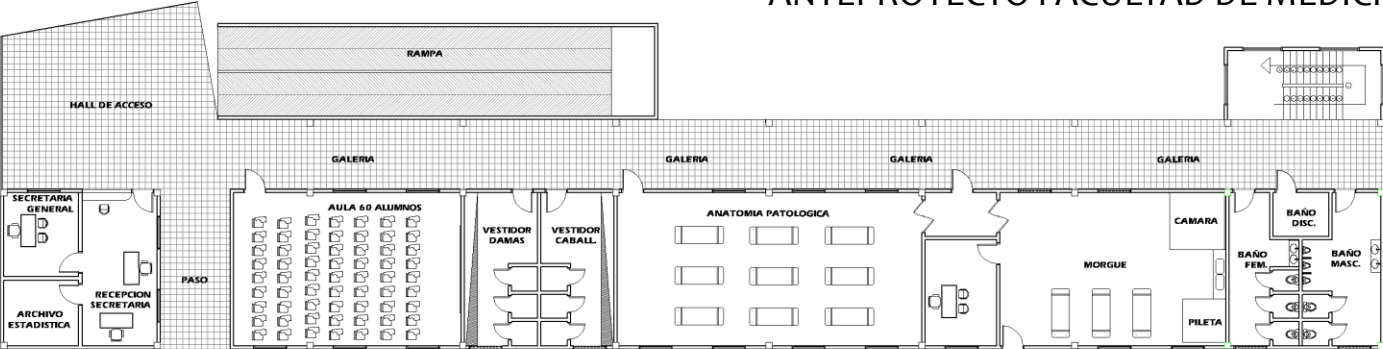 ANTEPROYECTO FACULTAD DE MEDICI
RAMPA
HALL DE ACCESO
GALERIA
GALERIA
GALERIA
GALERIA
SECRETARIA
GENERAL
AULA 60 ALUMNOS
VESTIDOR
DAMAS
VESTIDOR
CABALL.
ANATOMIA PATOLOGICA
CAMARA
BAÑO
DISC.
BAÑO
FEM.
BAÑO
MASC.
MORGUE
PASO
RECEPCION
SECRETARIA
ARCHIVO
ESTADISTICA
PILETA